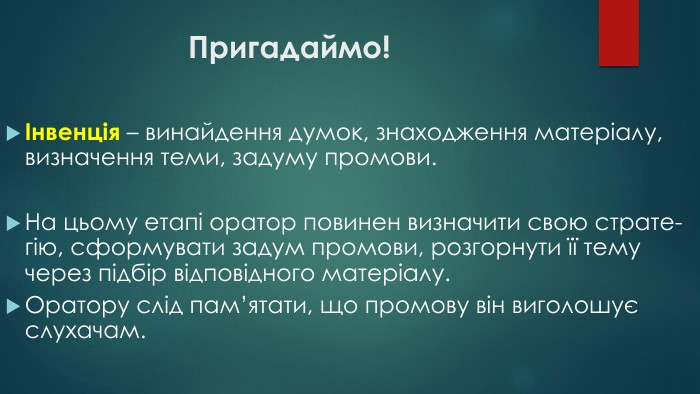 Пригадаймо!
Інвенція – винайдення думок, знаходження матеріалу,
визначення теми, задуму промови.
На цьому етапі оратор повинен визначити свою страте-
гію, сформувати задум промови, розгорнути її тему
через підбір відповідного матеріалу.
Оратору слід пам’ятати, що промову він виголошує
слухачам.